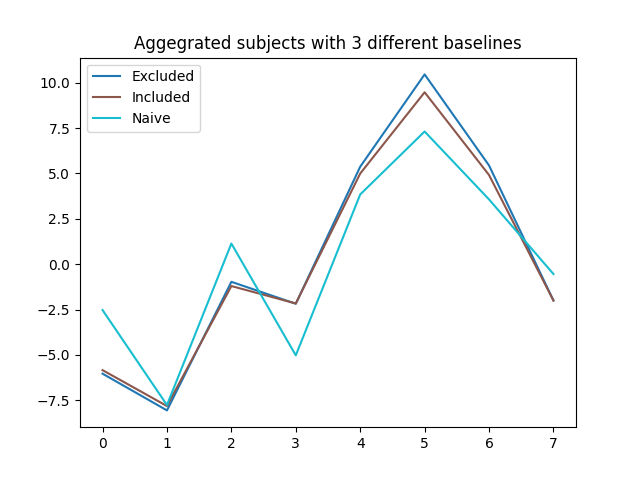 Aggegrated subjects with 3 different baselines
Excluded
Included
Naive
10.0
7.5
5.0
2.5
0.0
−2.5
−5.0
−7.5
0 1 2 3 4 5 6 7